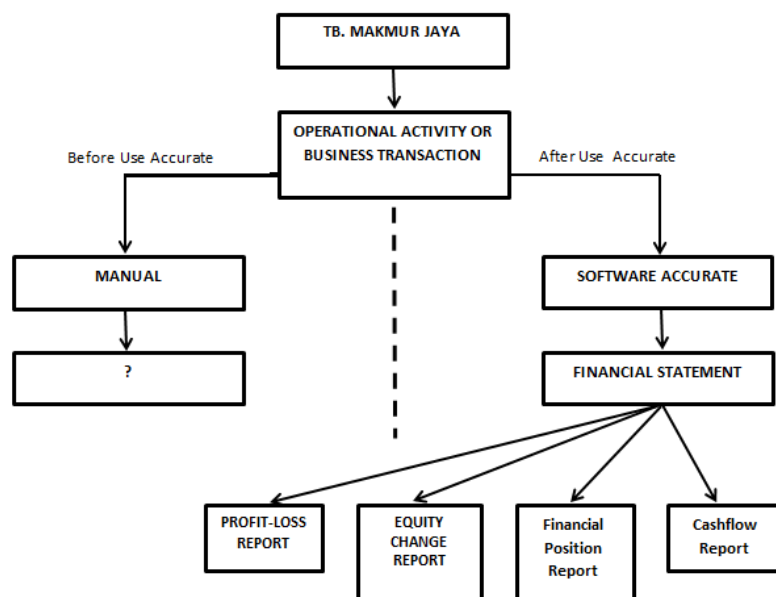 TB. MAKMUR JAYA
OPERATIONAL ACTIVITY OR
BUSINESS TRANSACTION
Before Use Accurate
After Use Accurate
MANUAL
SOFTWARE ACCURATE
?
FINANCIAL STATEMENT
PROFIT-LOSS
REPORT
EQUITY
CHANGE
REPORT
Financial
Position
Report
Cashflow
Report